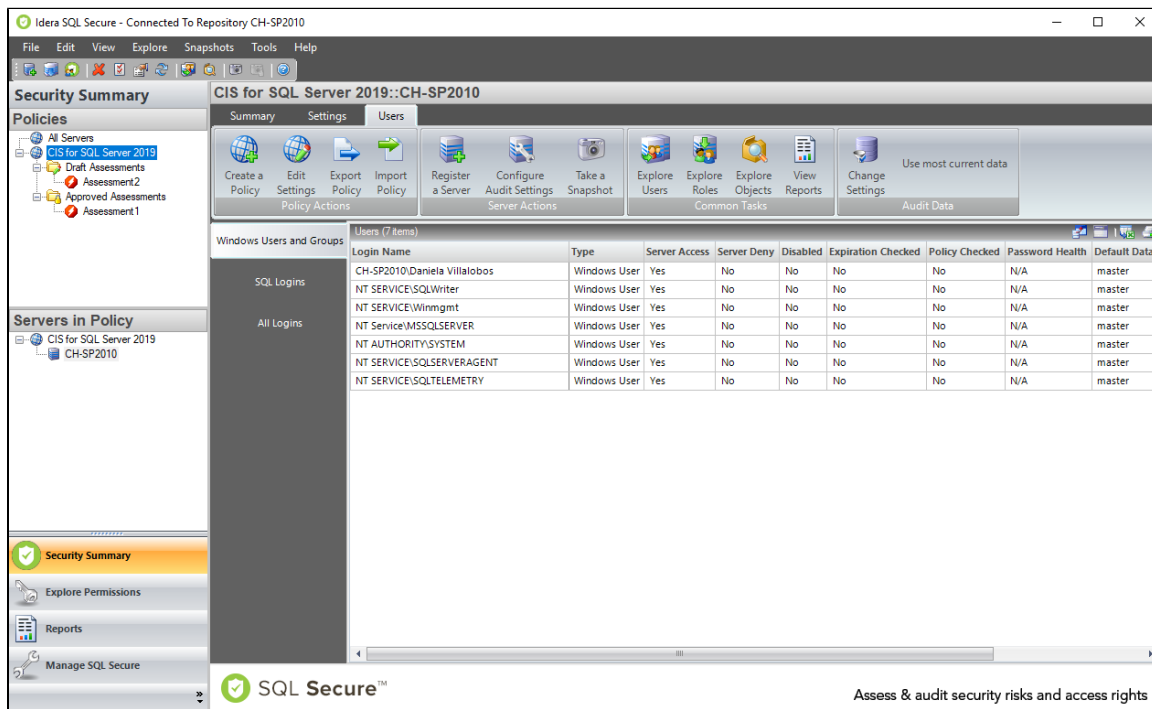 Idera SQL Secure - Connected To Repository CH-SP2010
File Edit View Explore Snapshots Tools Help
Security Summary
Policies
All Servers
CIS for SQL Server 2019
Draft Assessments
Assessment2
Approved Assessments
Assessment1
Servers in Policy
CIS for SQL Server 2019
CH-SP2010
Security Summary
Explore Permissions
Reports
Manage SQL Secure
CIS for SQL Server 2019::CH-SP2010
Summary Settings Users
Create a Policy
Edit Settings
Export Policy
Import Policy
Policy Actions
Register a Server
Configure Audit Settings
Take a Snapshot
Server Actions
Explore Users
Explore Roles
Explore Objects
View Reports
Common Tasks
Change Settings
Use most current data
Audit Data
Windows Users and Groups
SQL Logins
All Logins
Users (7 items)
Login Name Type Server Access Server Deny Disabled Expiration Checked Policy Checked Password Health Default Data
CH-SP2010\Daniela Villalobos Windows User Yes No No No No N/A master
NT SERVICE\SQLWriter Windows User Yes No No No No N/A master
NT SERVICE\Winmgmt Windows User Yes No No No No N/A master
NT Service\MSSQLSERVER Windows User Yes No No No No N/A master
NT AUTHORITY\SYSTEM Windows User Yes No No No No N/A master
NT SERVICE\SQLSERVERAGENT Windows User Yes No No No No N/A master
NT SERVICE\SQLTELEMETRY Windows User Yes No No No No N/A master
SQL Secure™
Assess & audit security risks and access rights